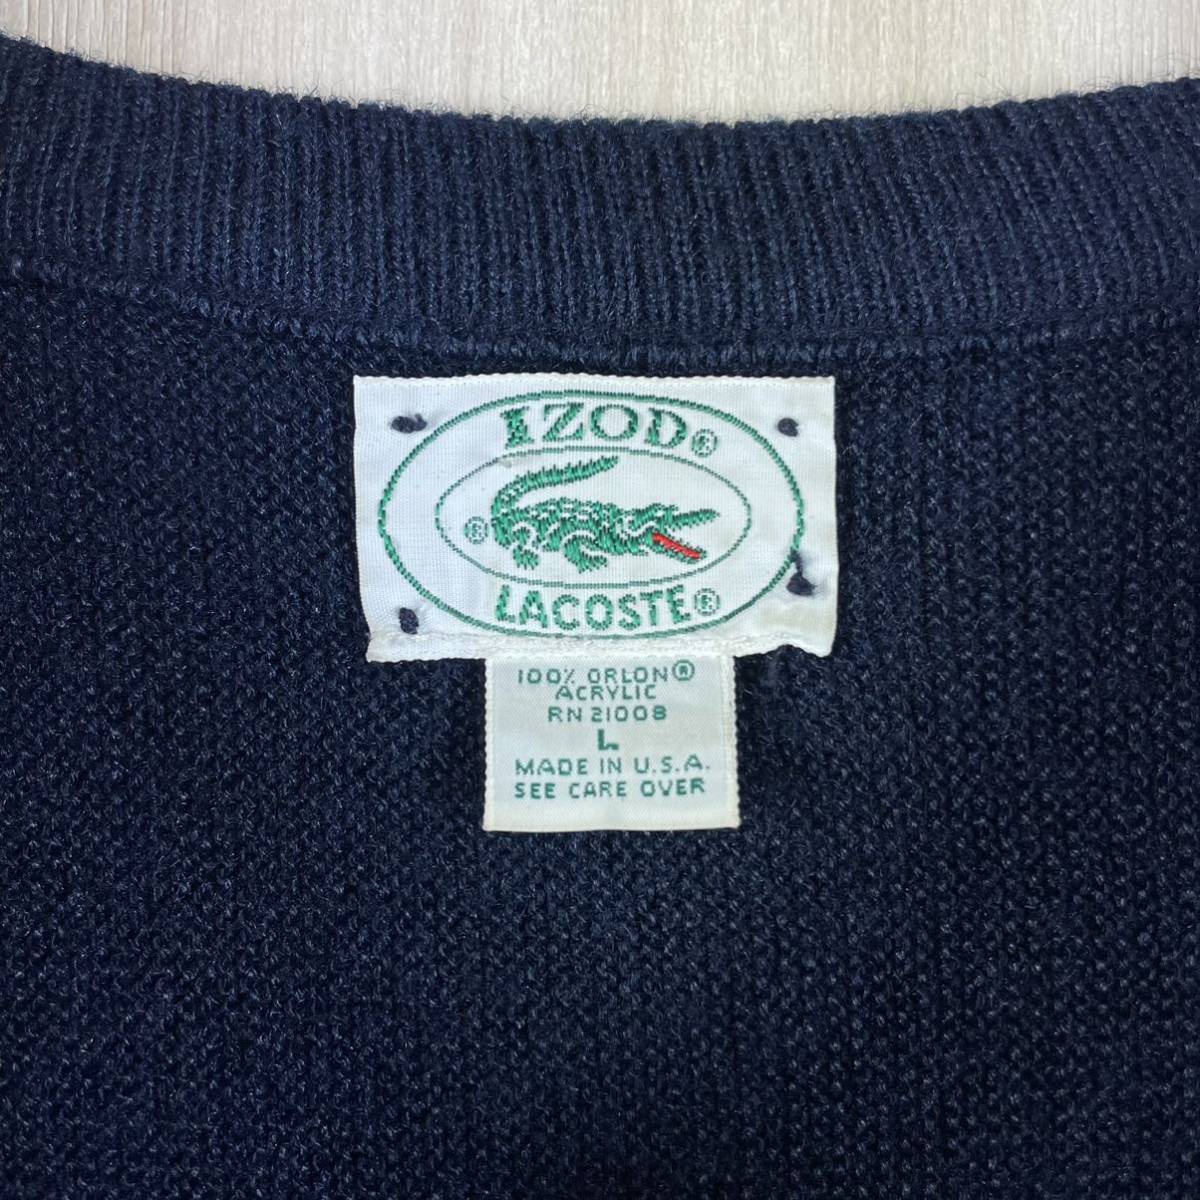 IZOD®
®
LACOSTE®
100% ORLON®
ACRYLIC
RN 21008
L
MADE IN U.S.A.
SEE CARE OVER